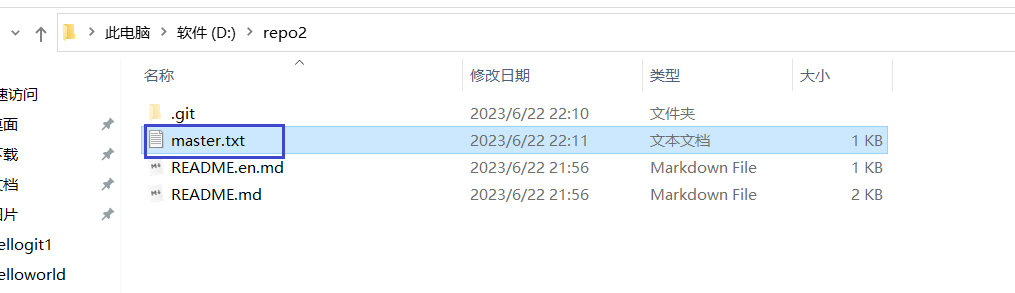 此电脑 软件 (D:) repo2
名称 修改日期 类型 大小
速访问
.git 2023/6/22 22:10 文件夹
桌面
master.txt 2023/6/22 22:11 文本文档 1 KB
下载
README.en.md 2023/6/22 21:56 Markdown File 1 KB
文档
README.md 2023/6/22 21:56 Markdown File 2 KB
图片
ellogit1
elloworld